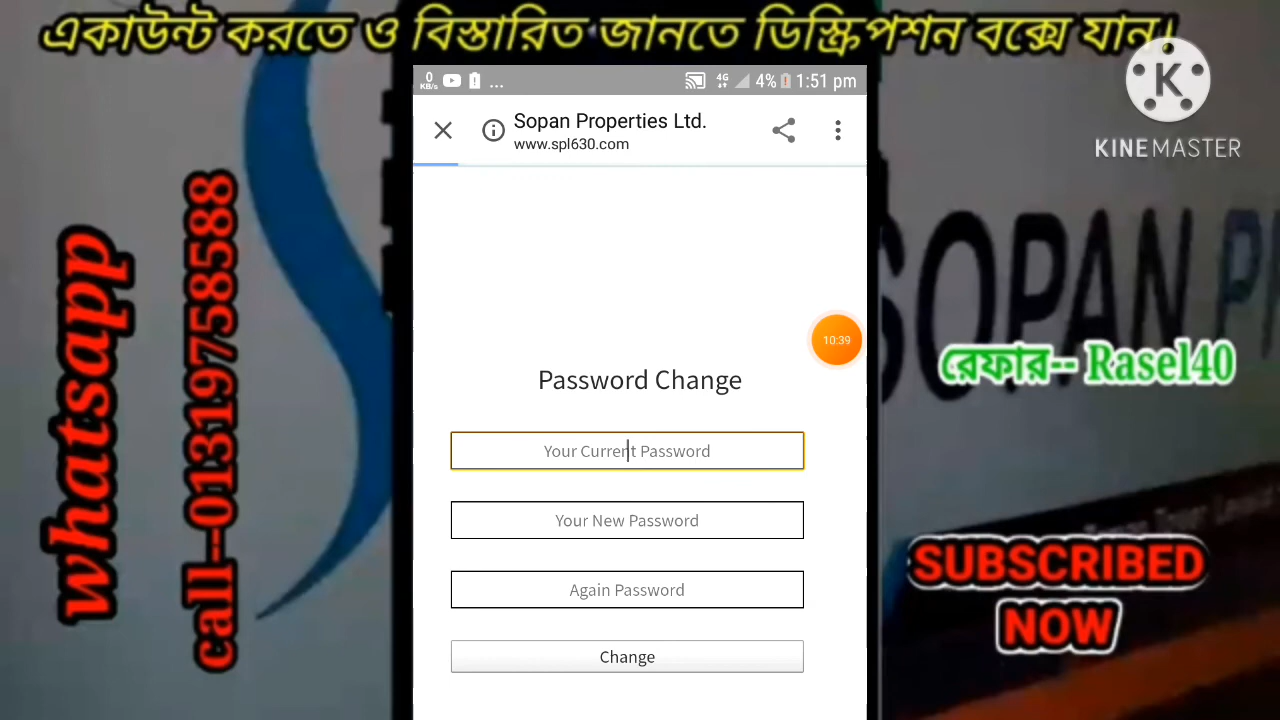 একাউন্ট করতে ও বিস্তারিত জানতে ডিস্ক্রিপশন বক্সে যান।
0 KB/s ... 4G 4% 1:51 pm
Sopan Properties Ltd.
www.spl630.com
K
KINEMASTER
whatsapp
call--01319758588
SOPAN
10:39
রেফার-- Rasel40
Password Change
Your Current Password
Your New Password
Again Password
Change
SUBSCRIBED
NOW